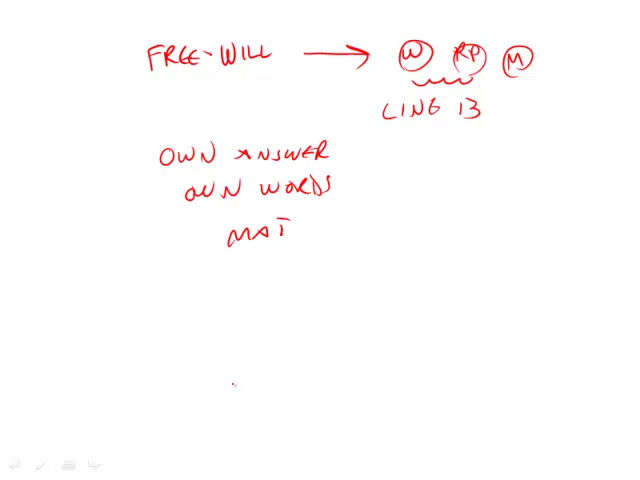 FREE-WILL → W RP M
LING 13
OWN ANSWER
OWN WORDS
MAT